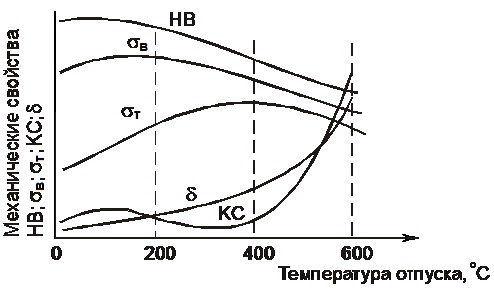 Механические свойства
HB; σв; σт; KC; δ
HB
σв
σт
δ
KC
0
200
400
600
Температура отпуска, °C